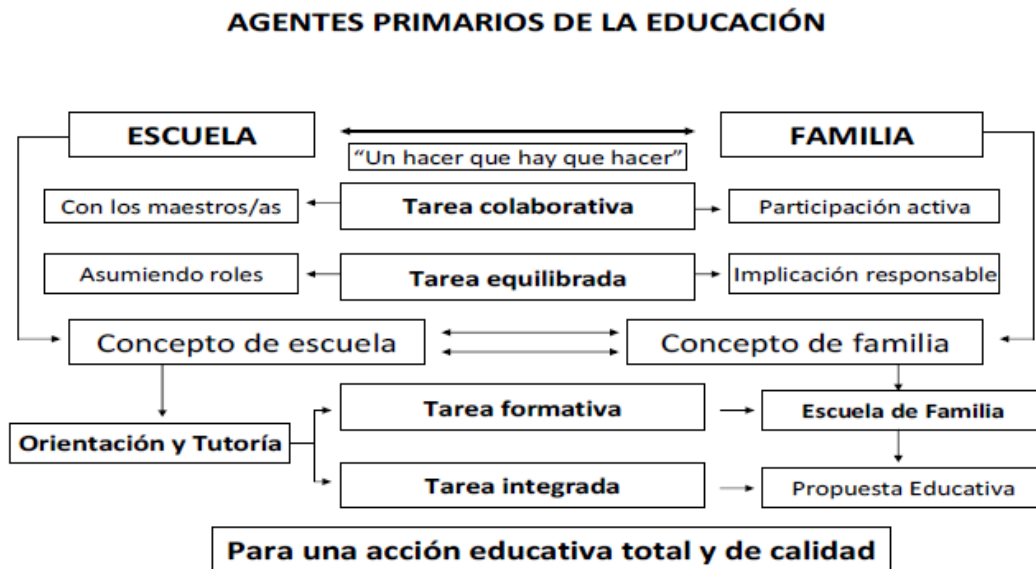 AGENTES PRIMARIOS DE LA EDUCACIÓN
ESCUELA
FAMILIA
“Un hacer que hay que hacer”
Con los maestros/as
Tarea colaborativa
Participación activa
Asumiendo roles
Tarea equilibrada
Implicación responsable
Concepto de escuela
Concepto de familia
Tarea formativa
Escuela de Familia
Orientación y Tutoría
Tarea integrada
Propuesta Educativa
Para una acción educativa total y de calidad